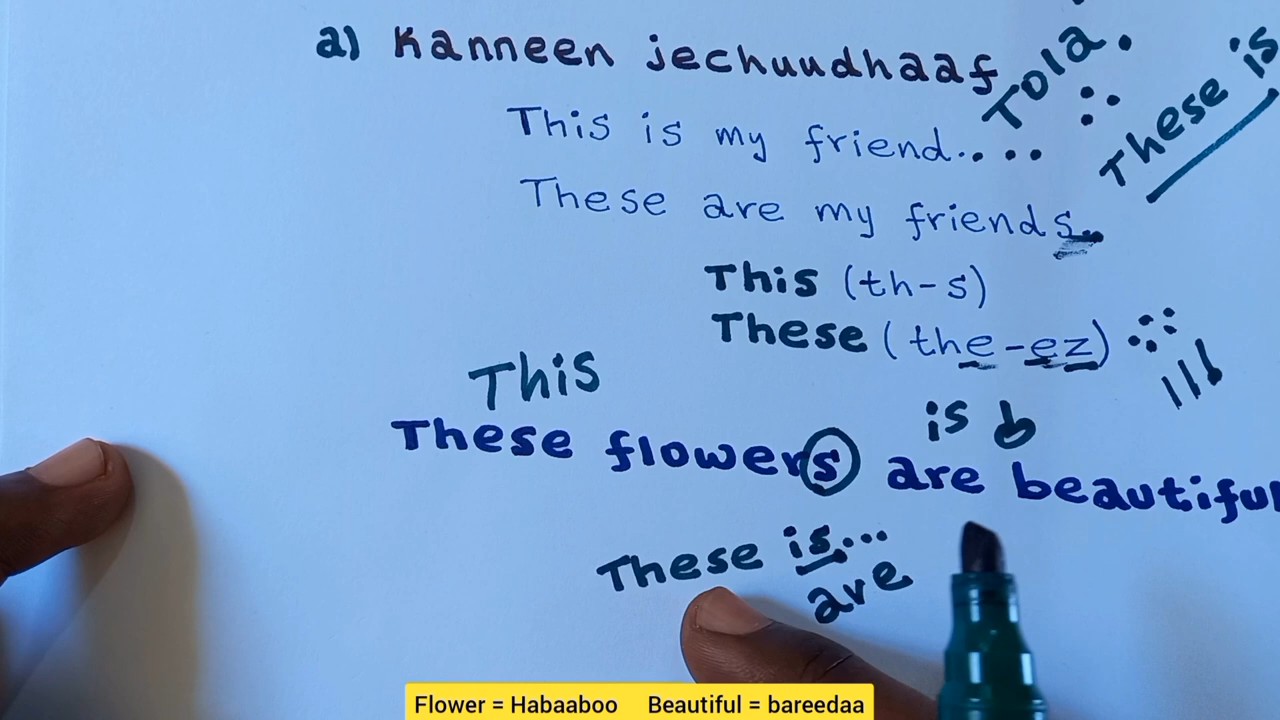 a) Kanneen jechuudhaaf
Tola.
These is
This is my friend....
These are my friends..
This (th-s)
These (the-ez)
This
is b
These flowers are beautiful
These is...
are
Flower = Habaaboo Beautiful = bareedaa